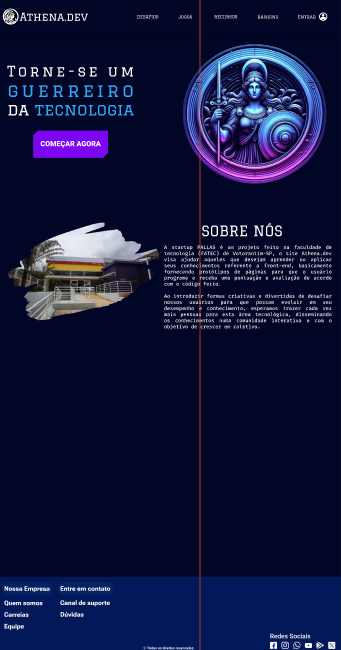 ATHENA.DEV
DESAFIOS JOGOS RECURSOS RANKING ENTRAR
TORNE-SE UM
GUERREIRO
DA TECNOLOGIA
COMEÇAR AGORA
SOBRE NÓS
A startup PALLAS é um projeto feito na faculdade de
tecnologia (FATEC) de Votorantim-SP, o site Athena.dev
visa ajudar aqueles que desejam aprender ou aplicar
seus conhecimentos referente a front-end, basicamente
fornecendo protótipos de páginas para que o usuário
programe e receba uma pontuação e avaliação de acordo
com o código feito.
Ao introduzir formas criativas e divertidas de desafiar
nossos usuários para que possam evoluir em seu
desempenho e conhecimento, esperamos trazer cada vez
mais pessoas para esta área tecnológica, disseminando
os conhecimentos numa comunidade interativa e com o
objetivo de crescer em coletivo.
Nossa Empresa
Quem somos
Carreiras
Equipe
Entre em contato
Canal de suporte
Dúvidas
Redes Sociais
© Todos os direitos reservados